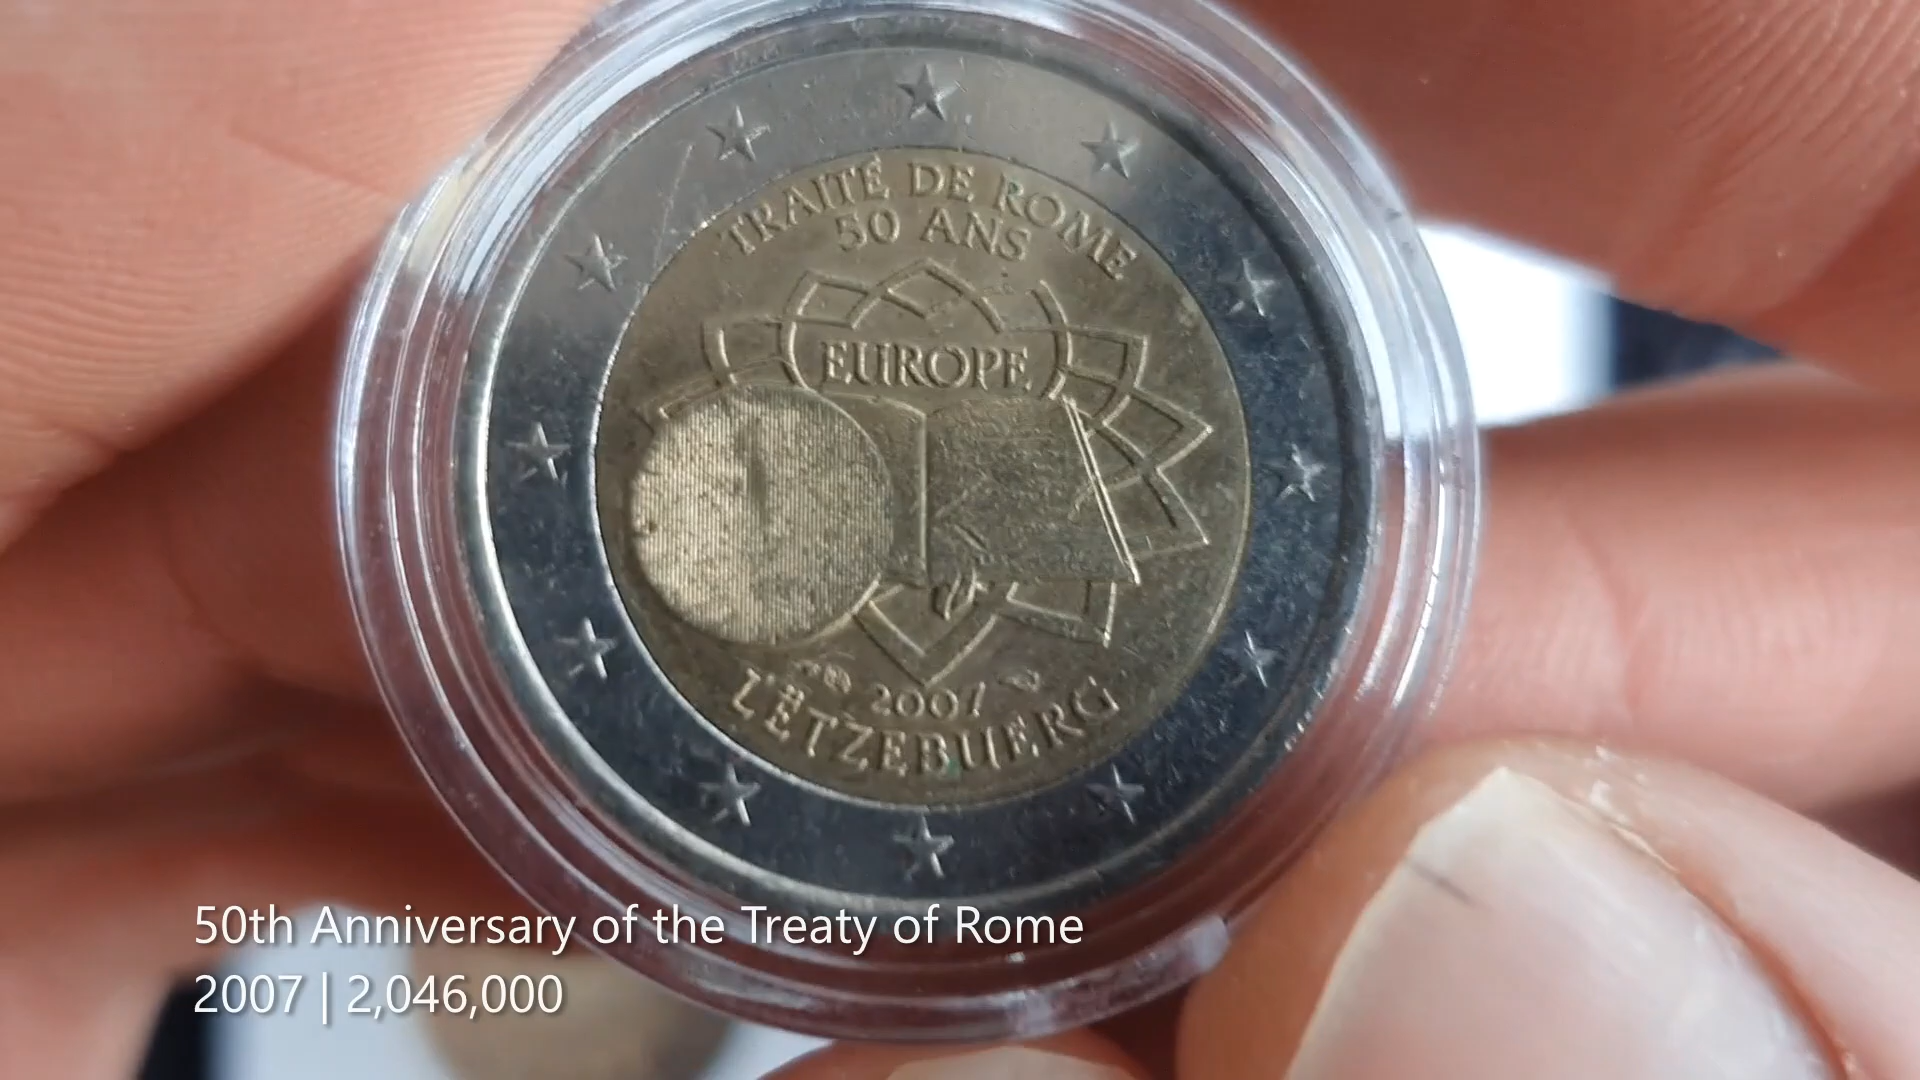 TRAITÉ DE ROME
50 ANS
EUROPE
2007
LËTZEBUERG
50th Anniversary of the Treaty of Rome
2007 | 2,046,000